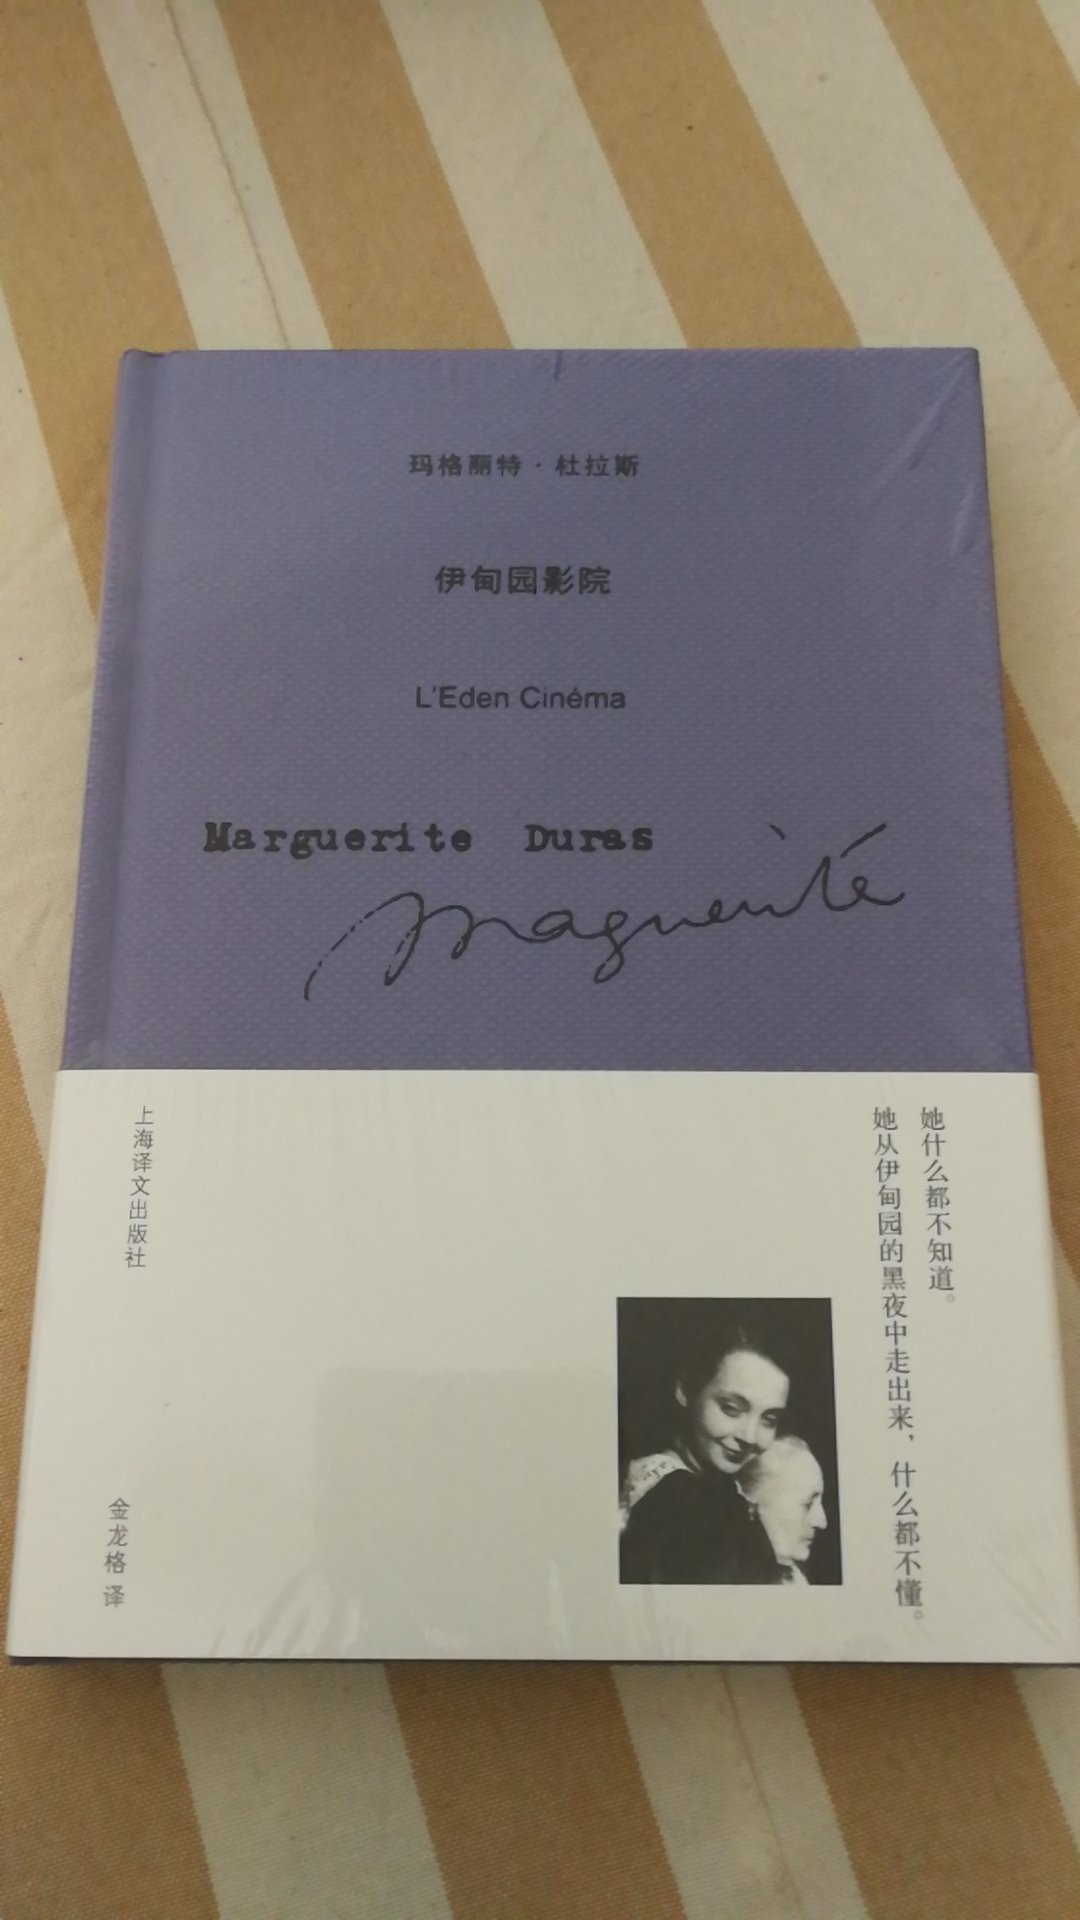 玛格丽特·杜拉斯
伊甸园影院
L'Eden Cinéma
Marguerite Duras
Marguerite
她什么都不知道。
她从伊甸园的黑夜中走出来，什么都不懂。
上海译文出版社
金龙格 译